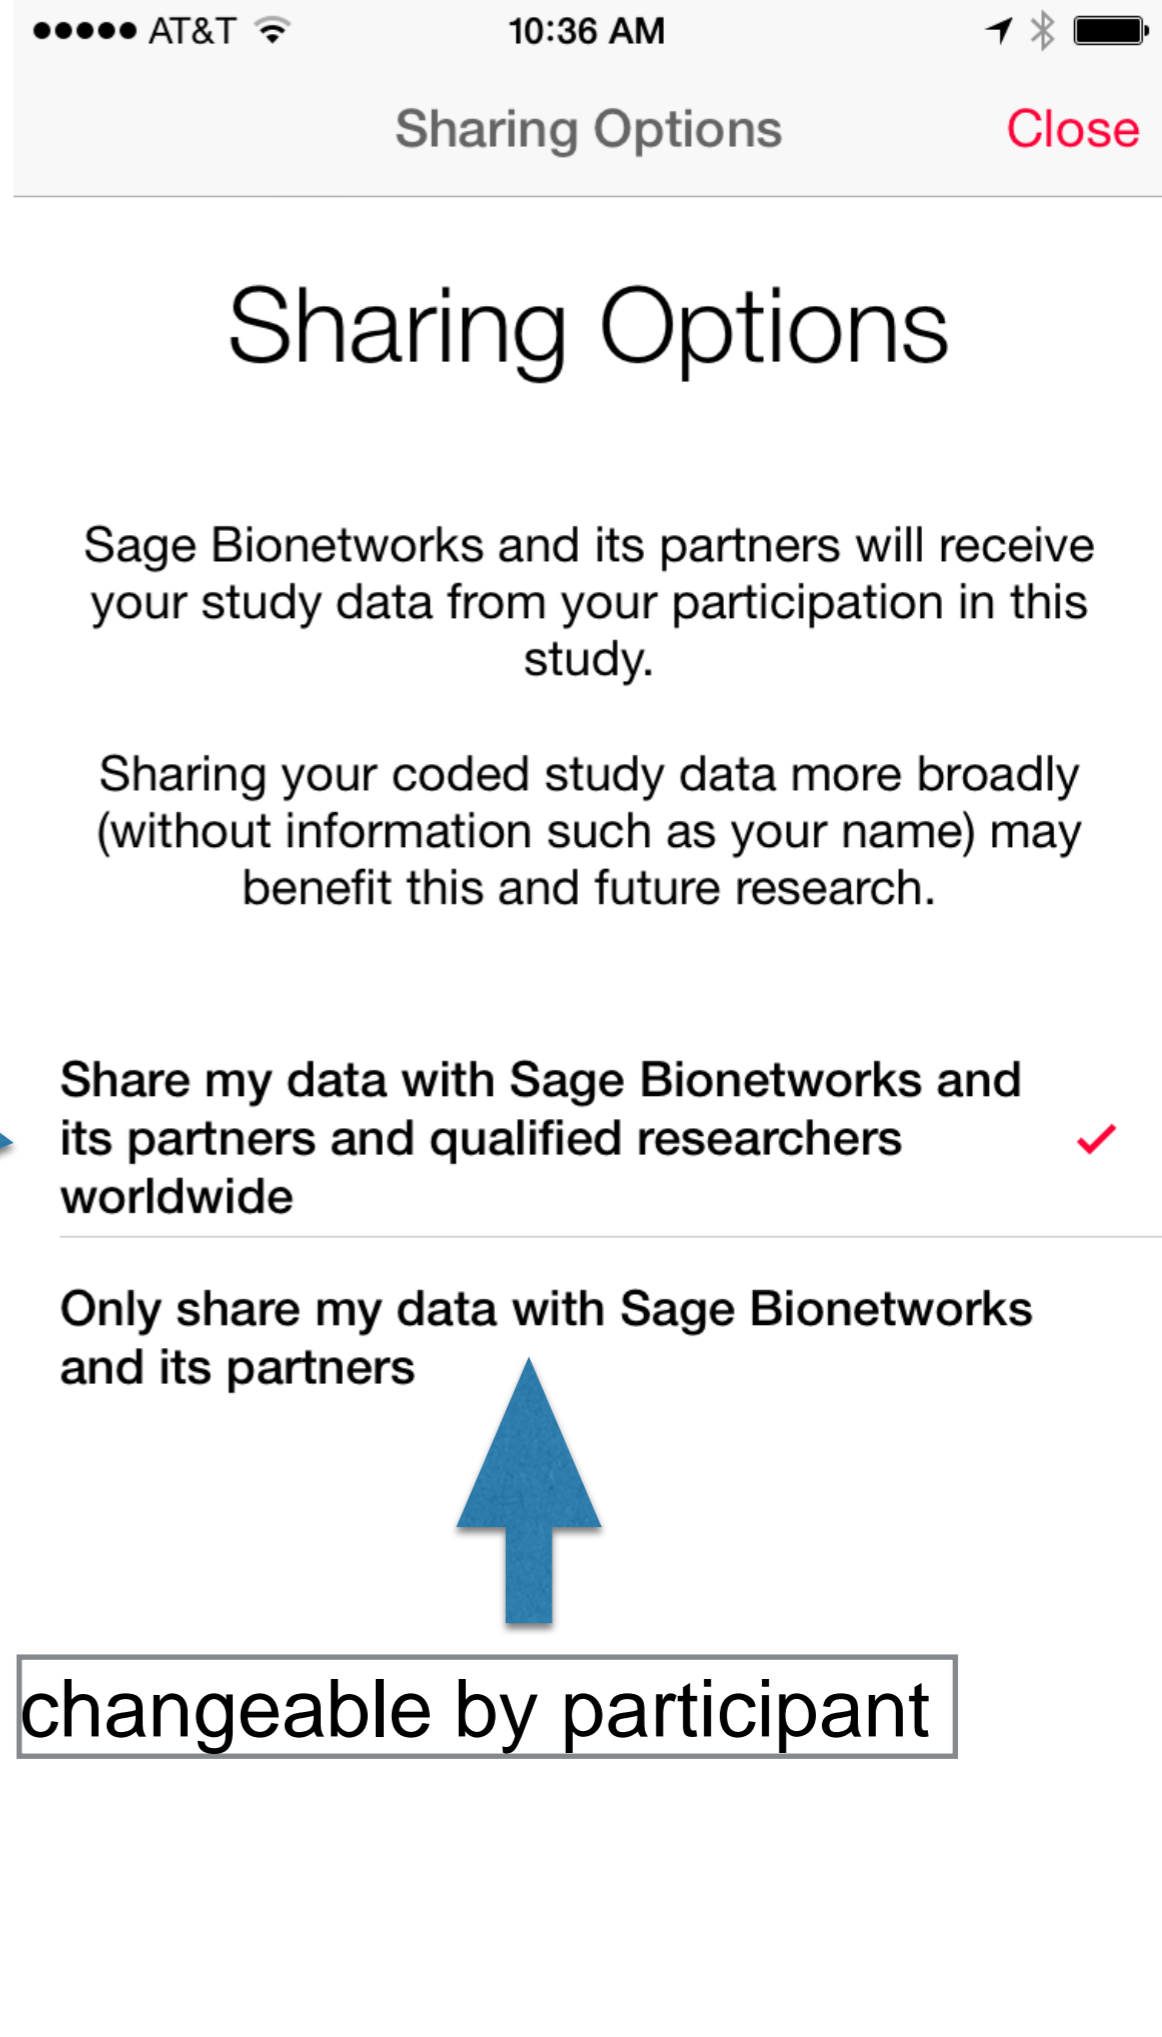 AT&T 10:36 AM
Sharing Options Close
Sharing Options
Sage Bionetworks and its partners will receive
your study data from your participation in this
study.
Sharing your coded study data more broadly
(without information such as your name) may
benefit this and future research.
Share my data with Sage Bionetworks and
its partners and qualified researchers
worldwide
Only share my data with Sage Bionetworks
and its partners
changeable by participant